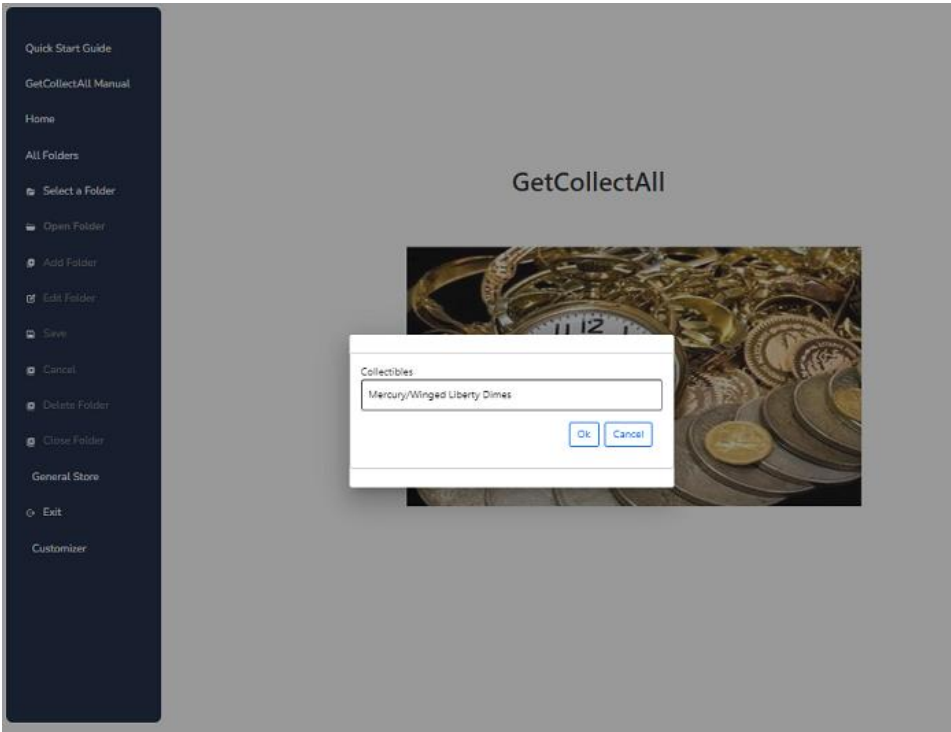 Quick Start Guide
GetCollectAll Manual
Home
All Folders
Select a Folder
Open Folder
Add Folder
Edit Folder
Save
Cancel
Delete Folder
Close Folder
General Store
Exit
Customizer
GetCollectAll
12
Collectibles
Mercury/Winged Liberty Dimes
Ok Cancel